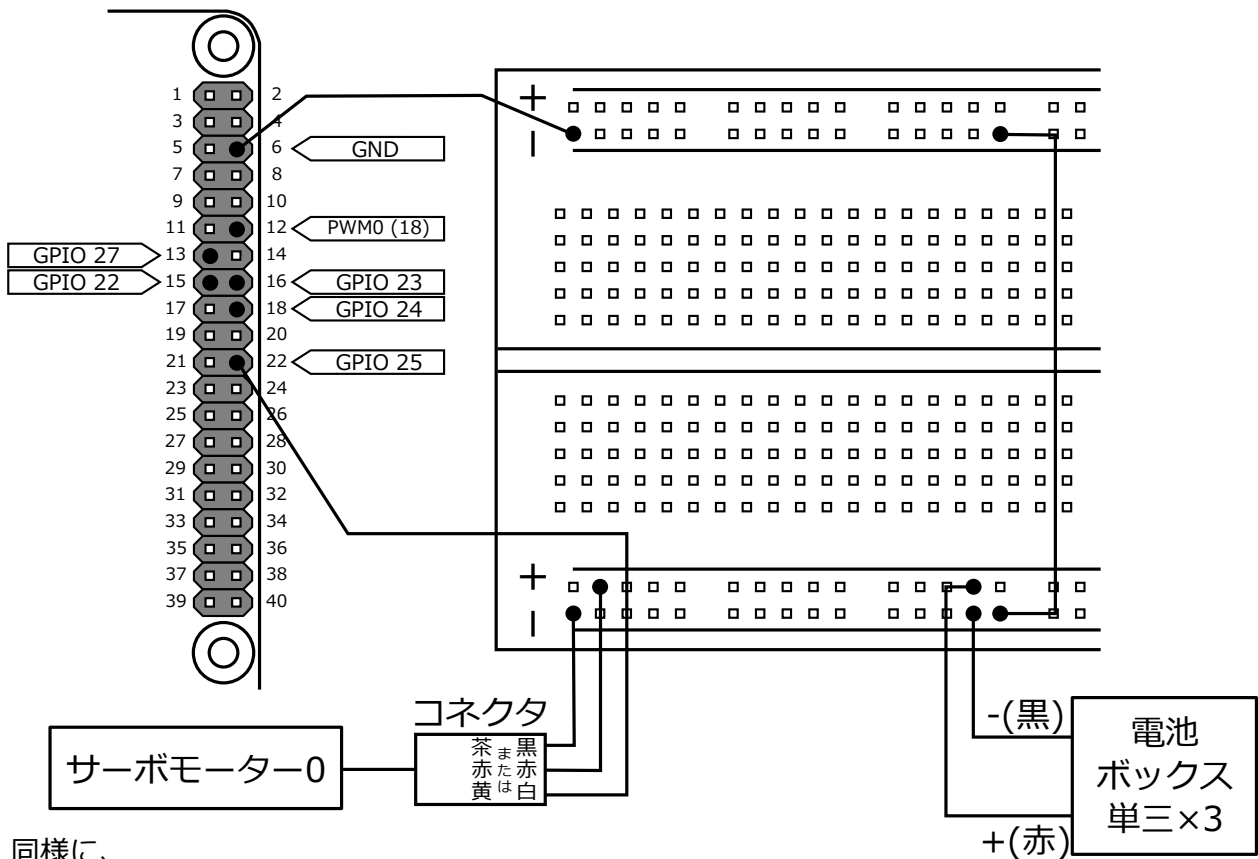 1 2
3 4
5 6 GND
7 8
9 10
11 12 PWM0 (18)
GPIO 27 13 14
GPIO 22 15 16 GPIO 23
17 18 GPIO 24
19 20
21 22 GPIO 25
23 24
25 26
27 28
29 30
31 32
33 34
35 36
37 38
39 40
+
-
+
-
コネクタ
サーボモーター0
茶 ま 黒
赤 た 赤
黄 は 白
-(黒)
+(赤)
電池
ボックス
単三×3
同様に、